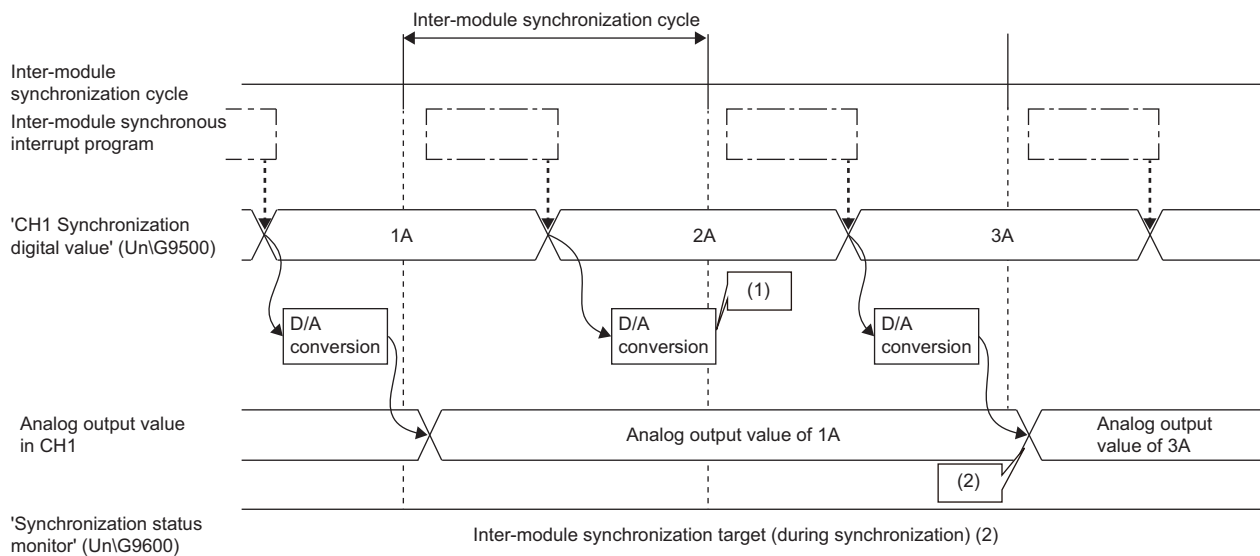 Inter-module synchronization cycle
Inter-module
synchronization cycle
Inter-module synchronous
interrupt program
'CH1 Synchronization
digital value' (Un\G9500)
1A
2A
3A
(1)
D/A
conversion
D/A
conversion
D/A
conversion
Analog output value
in CH1
Analog output value of 1A
Analog output
value of 3A
(2)
'Synchronization status
monitor' (Un\G9600)
Inter-module synchronization target (during synchronization) (2)